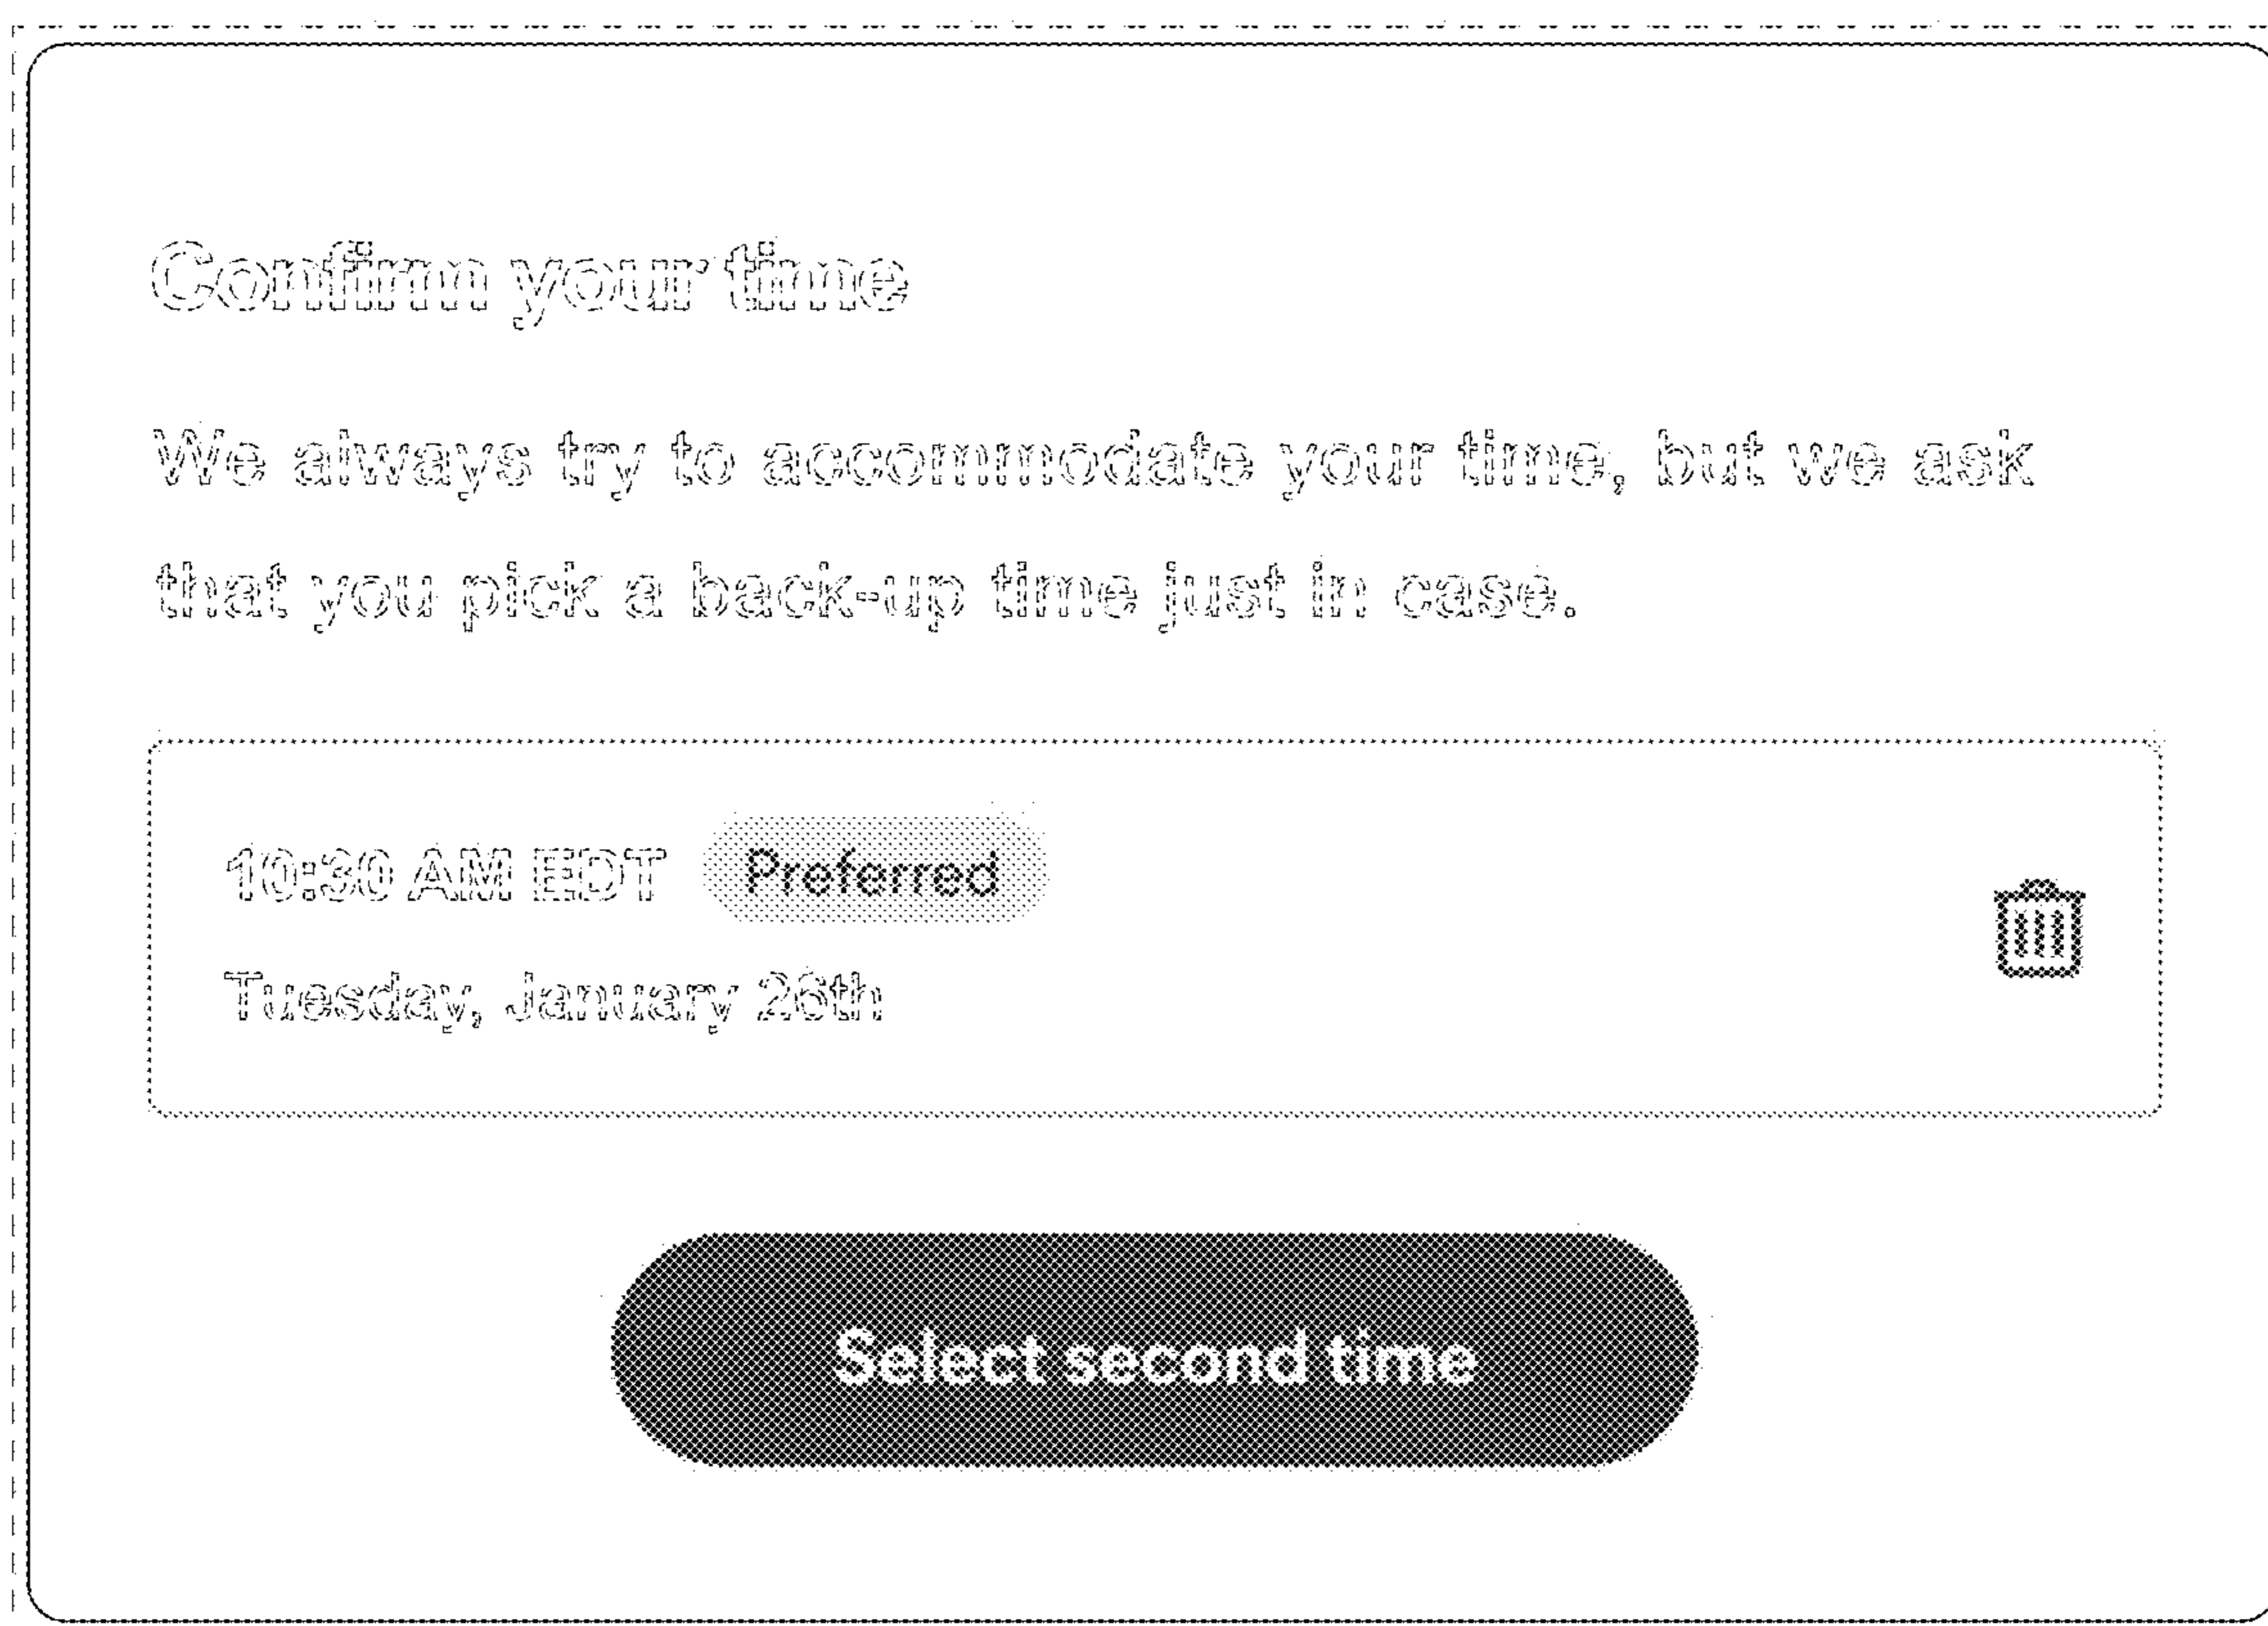 Confirm your time
We always try to accommodate your time, but we ask
that you pick a back-up time just in case.
10:30 AM EDT Preferred
Tuesday, January 26th
Select second time